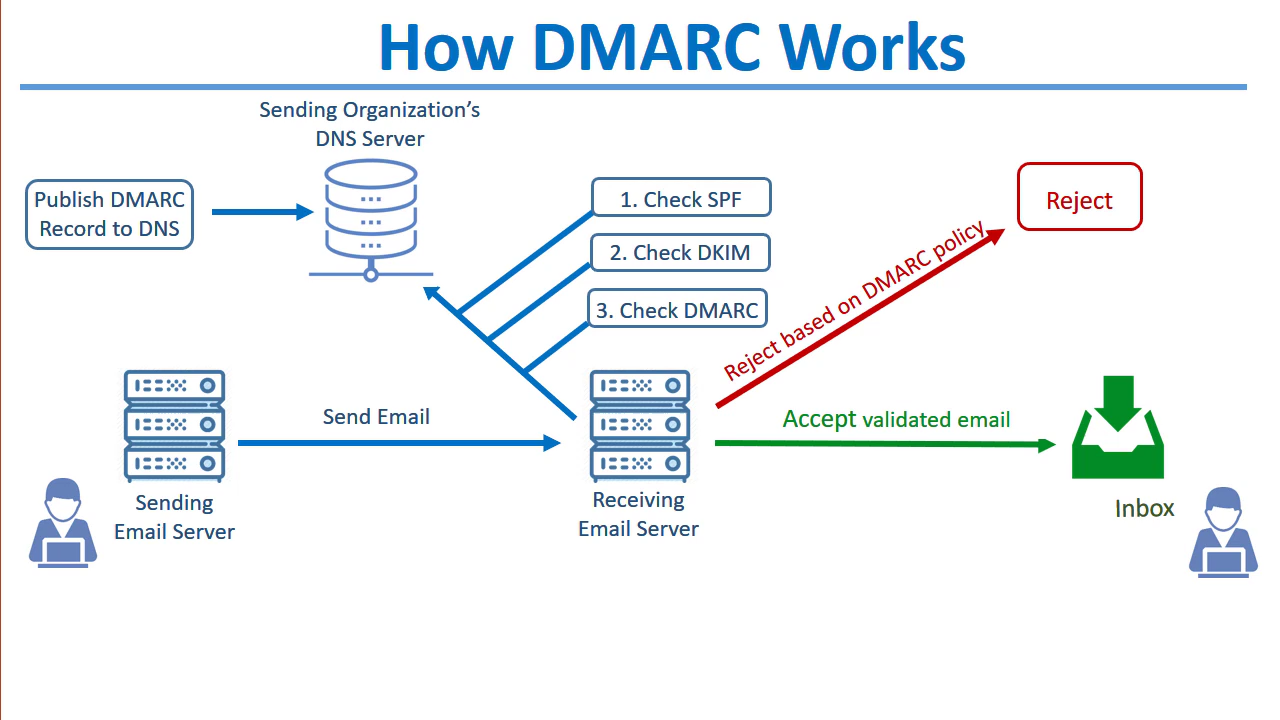 How DMARC Works
Sending Organization's
DNS Server
Publish DMARC
Record to DNS
1. Check SPF
2. Check DKIM
3. Check DMARC
Reject
Reject based on DMARC policy
Send Email
Accept validated email
Sending
Email Server
Receiving
Email Server
Inbox